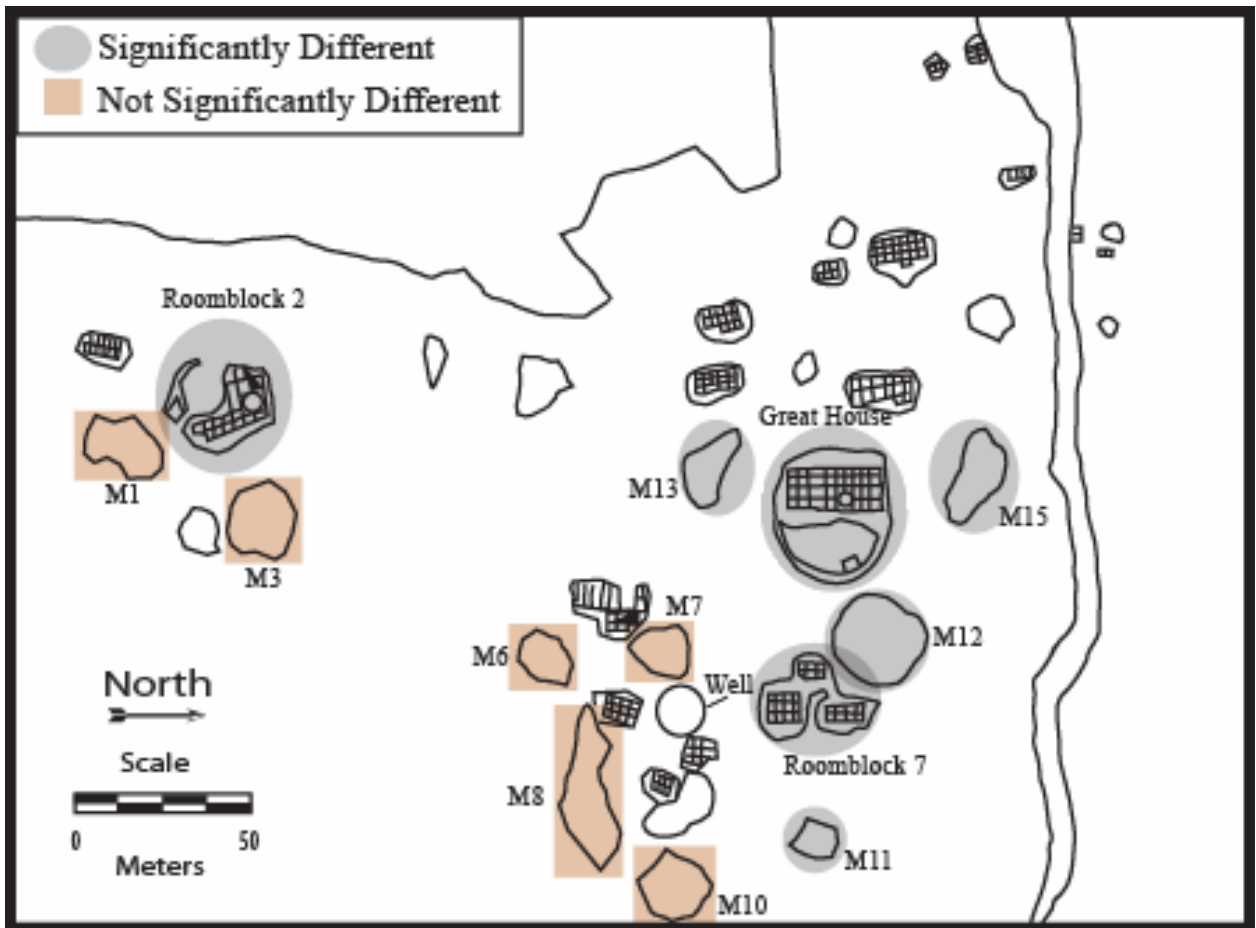 Significantly Different
Not Significantly Different
Roomblock 2
Great House
M13
M1
M15
M3
M7
M12
M6
Well
North
Scale
Roomblock 7
M8
0 50
Meters
M11
M10